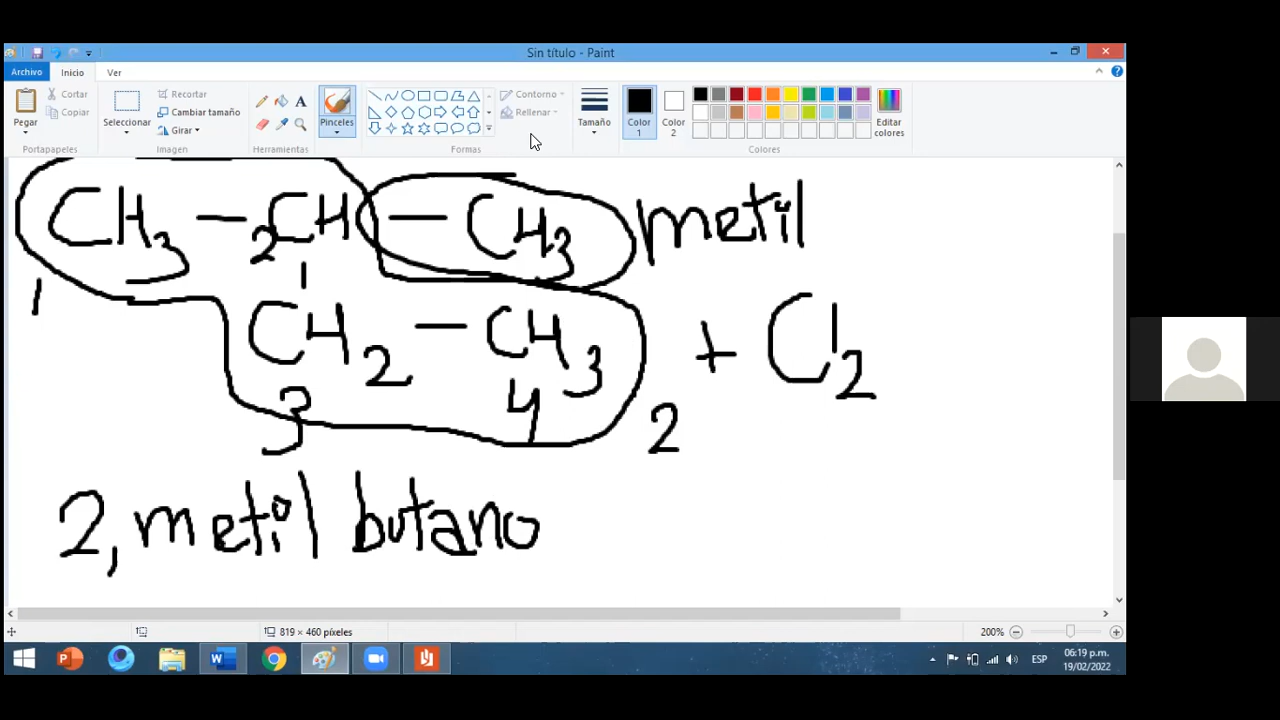 Sin título - Paint
Archivo Inicio Ver
Pegar Cortar Copiar Portapapeles
Seleccionar Recortar Cambiar tamaño Girar Imagen
Herramientas
Pinceles
Formas Contorno Rellenar
Tamaño
Color 1 Color 2 Editar colores Colores
CH3 - 2CH - CH3 metil
1
CH2 - CH3 + Cl2
3 4 2
2, metil butano
819 × 460 píxeles 200%
ESP 06:19 p.m.
19/02/2022